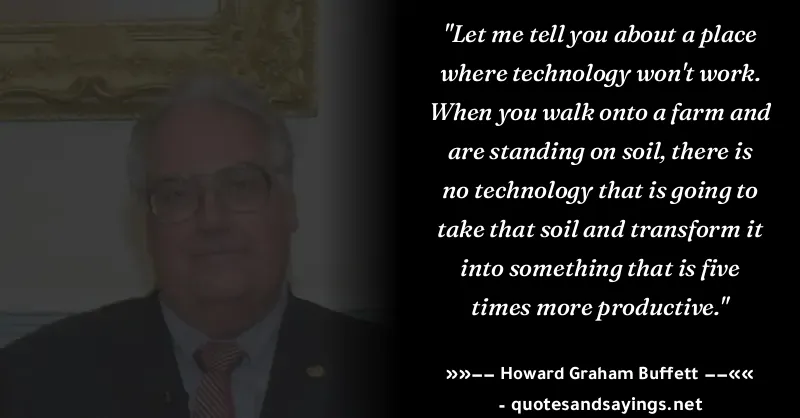 "Let me tell you about a place
where technology won't work.
When you walk onto a farm and
are standing on soil, there is
no technology that is going to
take that soil and transform it
into something that is five
times more productive."
»»−− Howard Graham Buffett −−««
- quotesandsayings.net